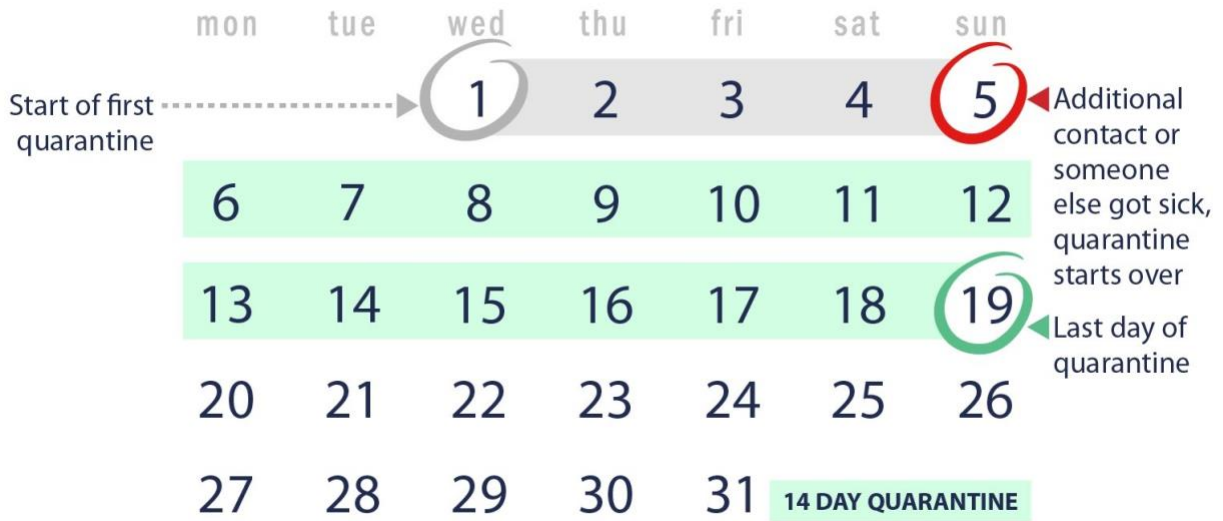 mon tue wed thu fri sat sun
Start of first
quarantine
1 2 3 4 5
Additional
contact or
someone
else got sick,
quarantine
starts over
6 7 8 9 10 11 12
13 14 15 16 17 18 19
Last day of
quarantine
20 21 22 23 24 25 26
27 28 29 30 31
14 DAY QUARANTINE